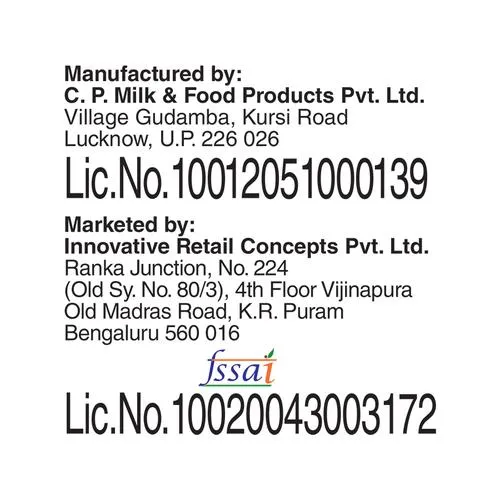 Manufactured by:
C. P. Milk & Food Products Pvt. Ltd.
Village Gudamba, Kursi Road
Lucknow, U.P. 226 026
Lic.No.10012051000139
Marketed by:
Innovative Retail Concepts Pvt. Ltd.
Ranka Junction, No. 224
(Old Sy. No. 80/3), 4th Floor Vijinapura
Old Madras Road, K.R. Puram
Bengaluru 560 016
fssai
Lic.No.10020043003172